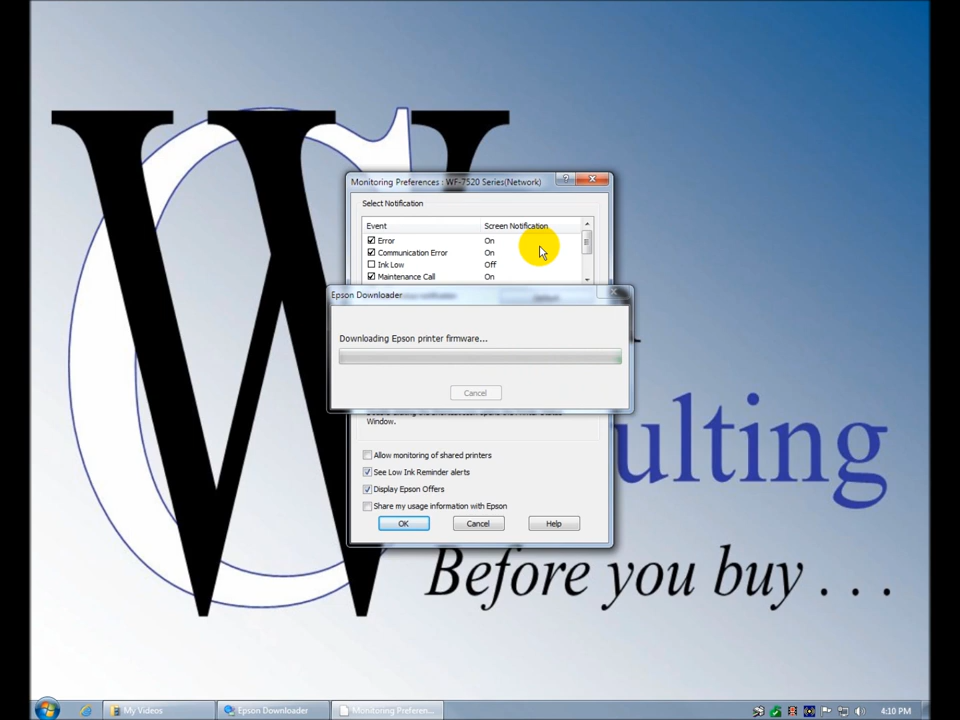 Monitoring Preferences : WF-7520 Series(Network)
Select Notification
Event Screen Notification
Error On
Communication Error On
Ink Low Off
Maintenance Call On
Epson Downloader
Downloading Epson printer firmware...
Cancel
Window.
Allow monitoring of shared printers
See Low Ink Reminder alerts
Display Epson Offers
Share my usage information with Epson
OK Cancel Help
W
C
ulting
Before you buy . . .
My Videos Epson Downloader Monitoring Preferen... 4:10 PM